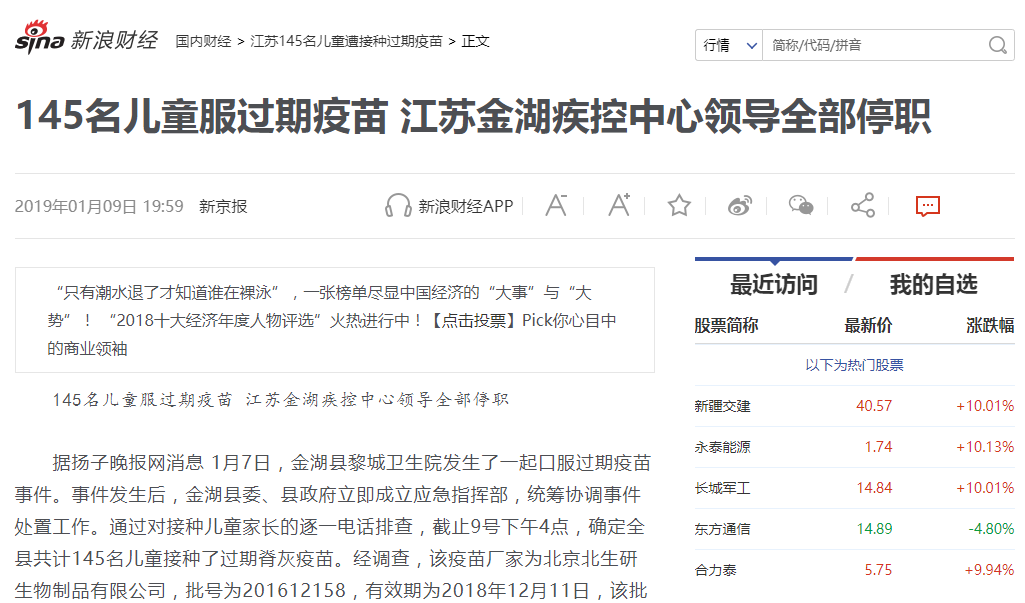 sina 新浪财经 国内财经 > 江苏145名儿童遭接种过期疫苗 > 正文
行情 简称/代码/拼音
145名儿童服过期疫苗 江苏金湖疾控中心领导全部停职
2019年01月09日 19:59 新京报
新浪财经APP
“只有潮水退了才知道谁在裸泳”，一张榜单尽显中国经济的“大事”与“大
势”！ “2018十大经济年度人物评选”火热进行中！【点击投票】Pick你心目中
的商业领袖
145名儿童服过期疫苗 江苏金湖疾控中心领导全部停职
据扬子晚报网消息 1月7日，金湖县黎城卫生院发生了一起口服过期疫苗
事件。事件发生后，金湖县委、县政府立即成立应急指挥部，统筹协调事件
处置工作。通过对接种儿童家长的逐一电话排查，截止9号下午4点，确定全
县共计145名儿童接种了过期脊灰疫苗。经调查，该疫苗厂家为北京北生研
生物制品有限公司，批号为201612158，有效期为2018年12月11日，该批
最近访问 / 我的自选
股票简称 最新价 涨跌幅
以下为热门股票
新疆交建 40.57 +10.01%
永泰能源 1.74 +10.13%
长城军工 14.84 +10.01%
东方通信 14.89 -4.80%
合力泰 5.75 +9.94%